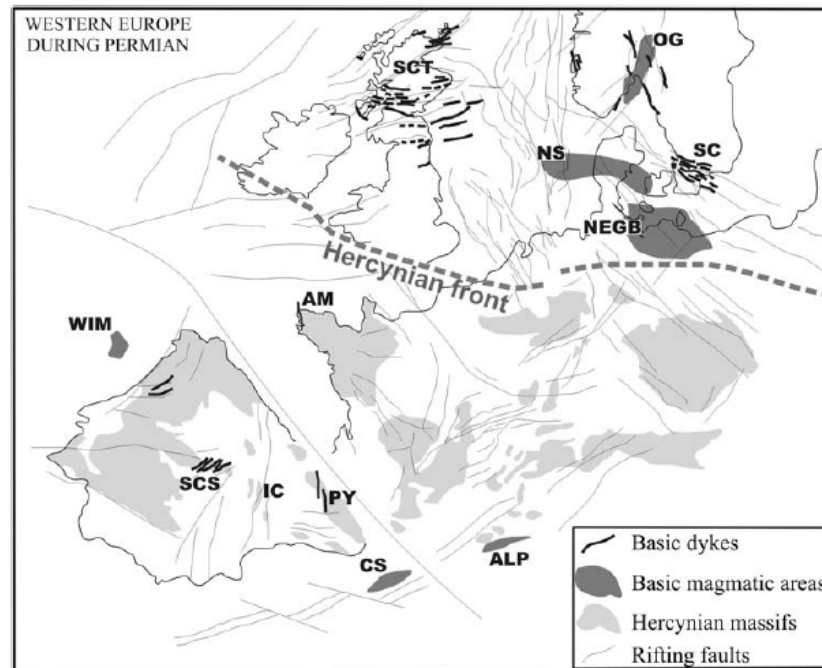 WESTERN EUROPE
DURING PERMIAN
OG
SCT
NS
SC
NEGB
Hercynian front
AM
WIM
SCS
IC
PY
CS
ALP
Basic dykes
Basic magmatic areas
Hercynian massifs
Rifting faults